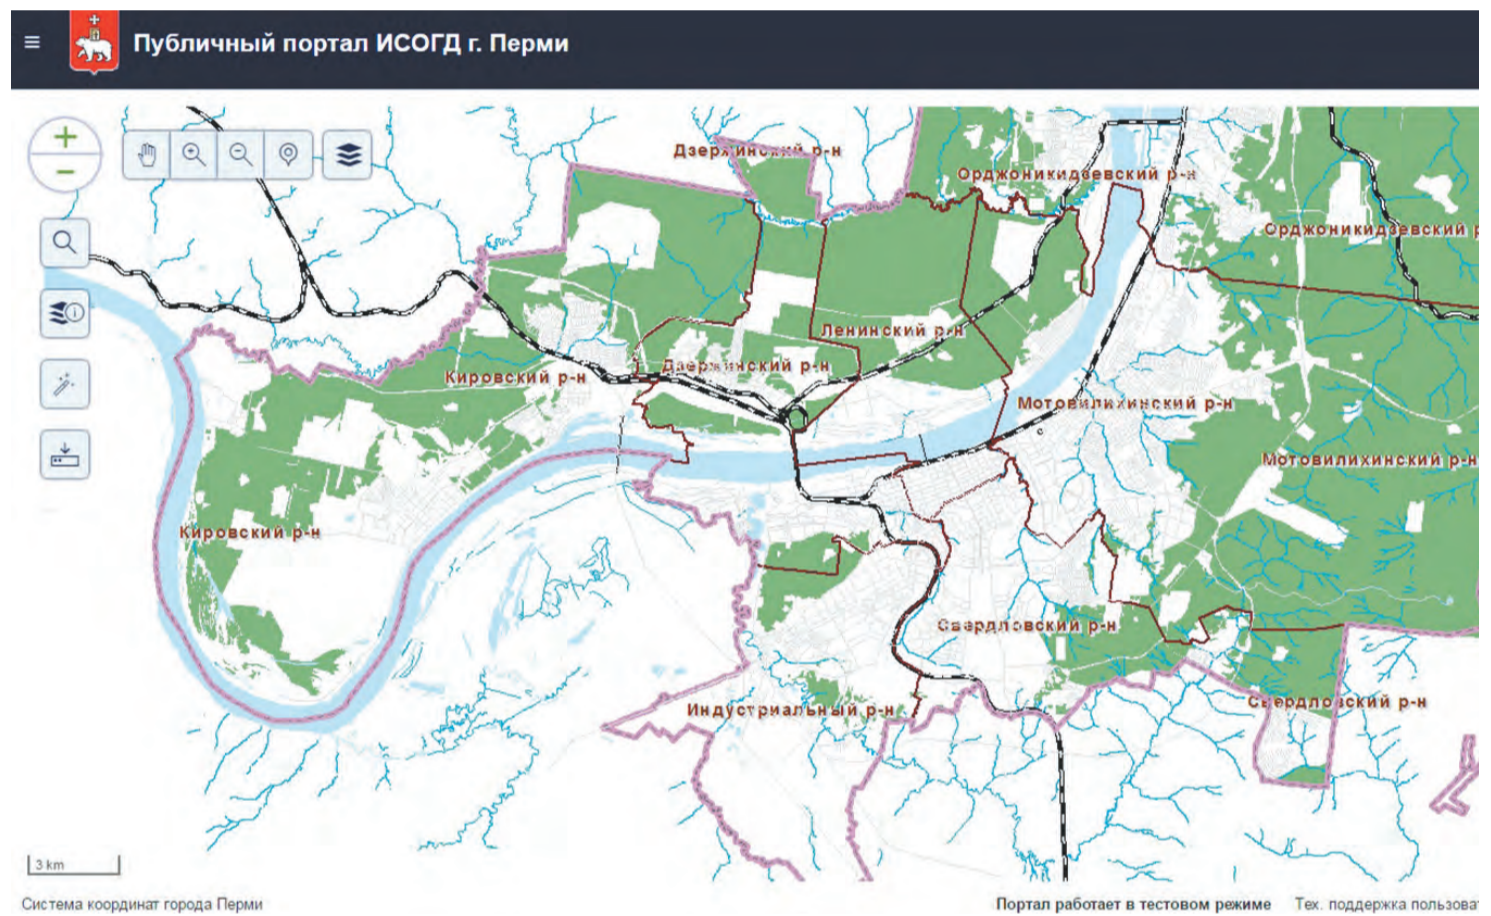 Публичный портал ИСОГД г. Перми
Дзержинский р-н
Орджоникидзевский р-н
Орджоникидзевский р
Ленинский р-н
Дзержинский р-н
Кировский р-н
Мотовилихинский р-н
Мотовилихинский р-н
Кировский р-н
Свердловский р-н
Индустриальный р-н
Свердловский р-н
3 km
Система координат города Перми
Портал работает в тестовом режиме
Тех. поддержка пользоват